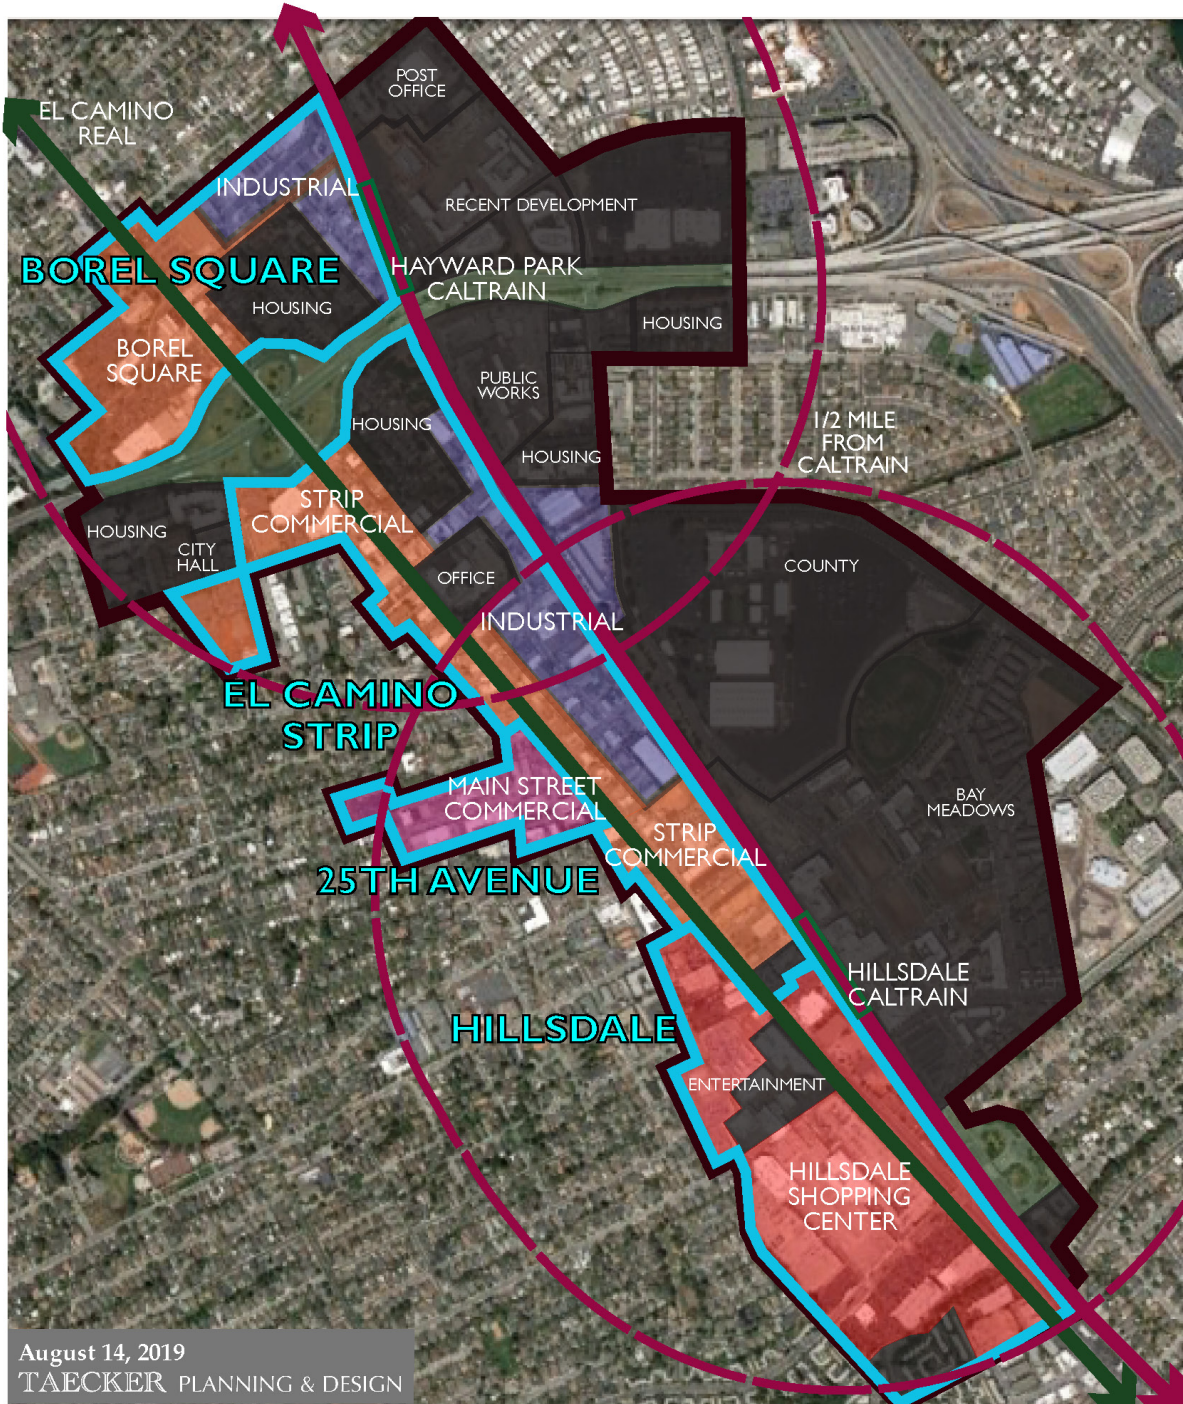 POST
OFFICE
EL CAMINO
REAL
INDUSTRIAL
RECENT DEVELOPMENT
BOREL SQUARE
HAYWARD PARK
CALTRAIN
HOUSING
HOUSING
BOREL
SQUARE
PUBLIC
WORKS
HOUSING
1/2 MILE
FROM
CALTRAIN
HOUSING
STRIP
COMMERCIAL
HOUSING
CITY
HALL
OFFICE
COUNTY
INDUSTRIAL
EL CAMINO
STRIP
MAIN STREET
COMMERCIAL
BAY
MEADOWS
STRIP
COMMERCIAL
25TH AVENUE
HILLSDALE
CALTRAIN
HILLSDALE
ENTERTAINMENT
HILLSDALE
SHOPPING
CENTER
August 14, 2019
TAECKER PLANNING & DESIGN